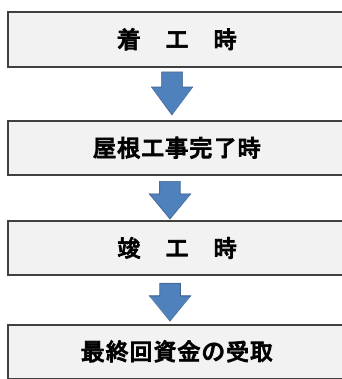 着　工　時
屋根工事完了時
竣　工　時
最終回資金の受取